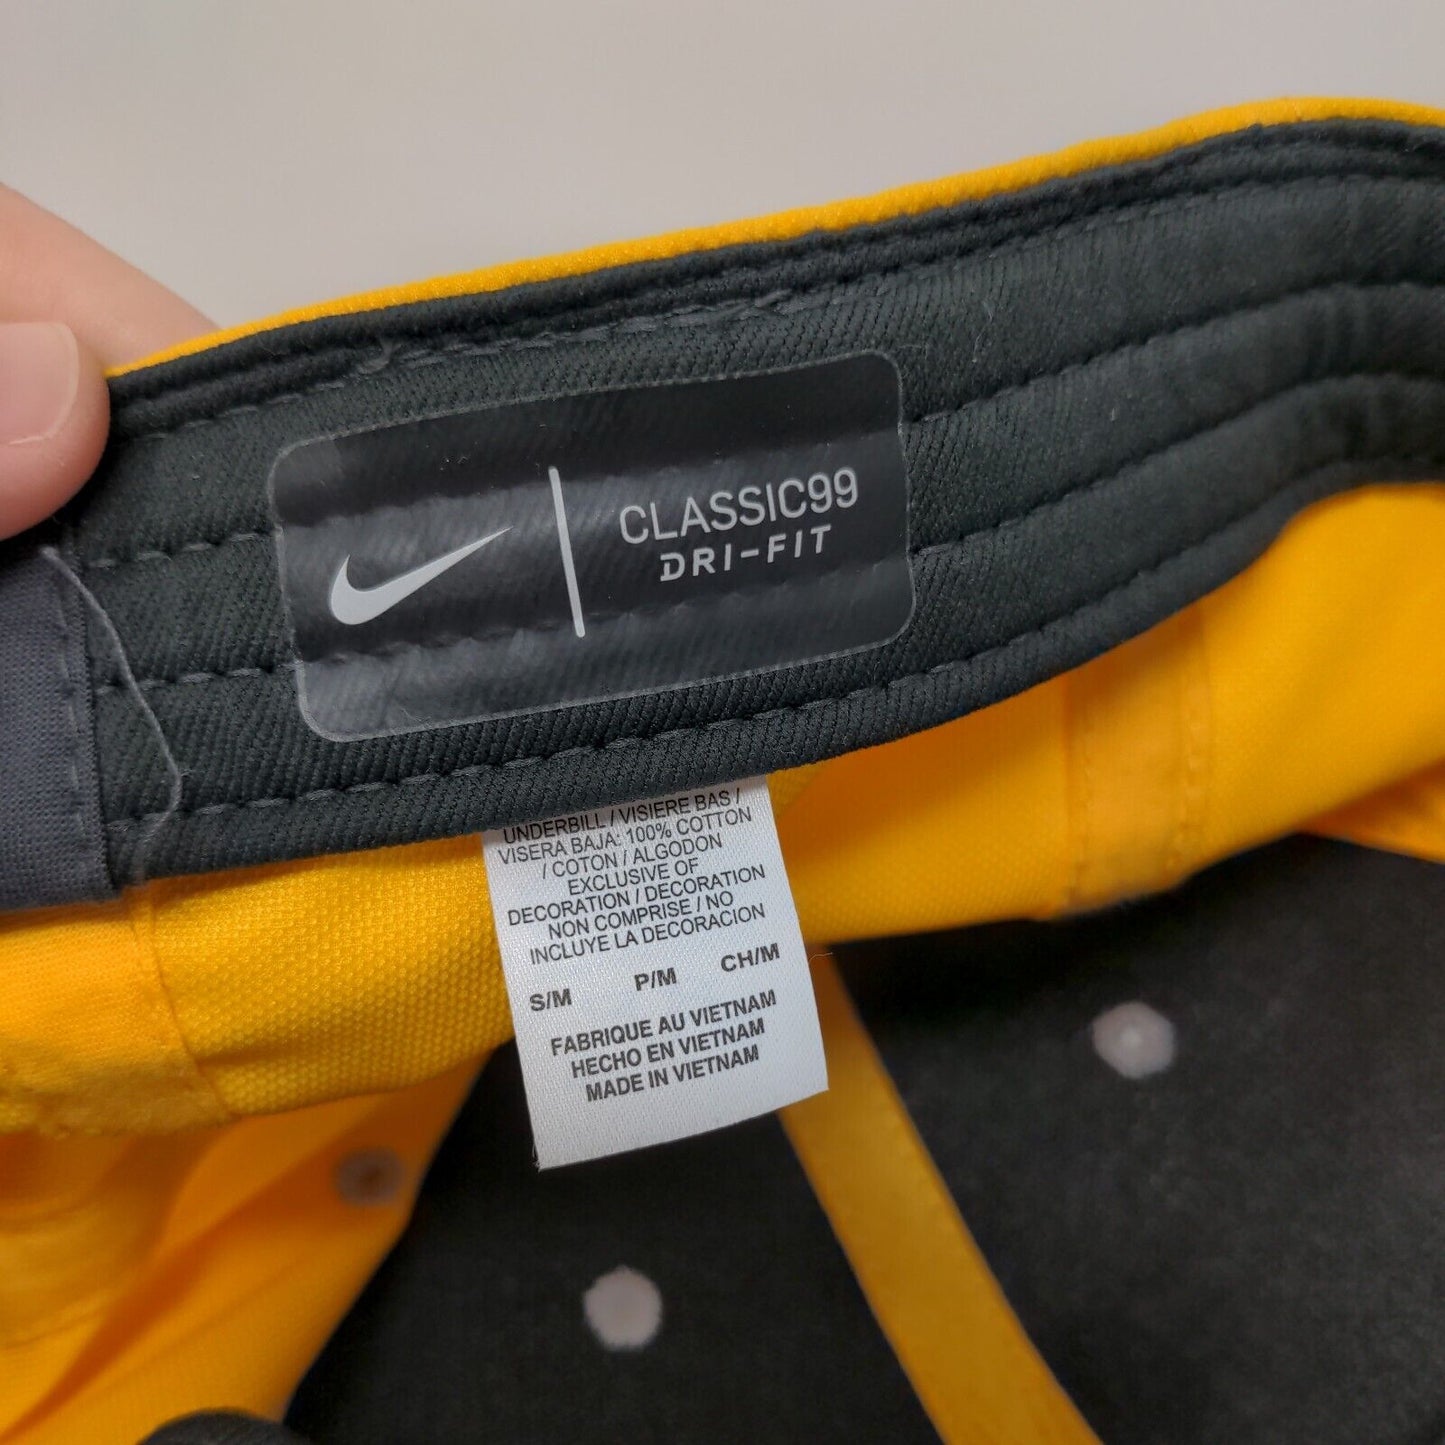 CLASSIC99
DRI-FIT
UNDERBILL / VISIERE BAS /
VISERA BAJA: 100% COTTON
/ COTON / ALGODON
EXCLUSIVE OF
DECORATION / DECORATION
NON COMPRISE / NO
INCLUYE LA DECORACION
S/M P/M CH/M
FABRIQUE AU VIETNAM
HECHO EN VIETNAM
MADE IN VIETNAM